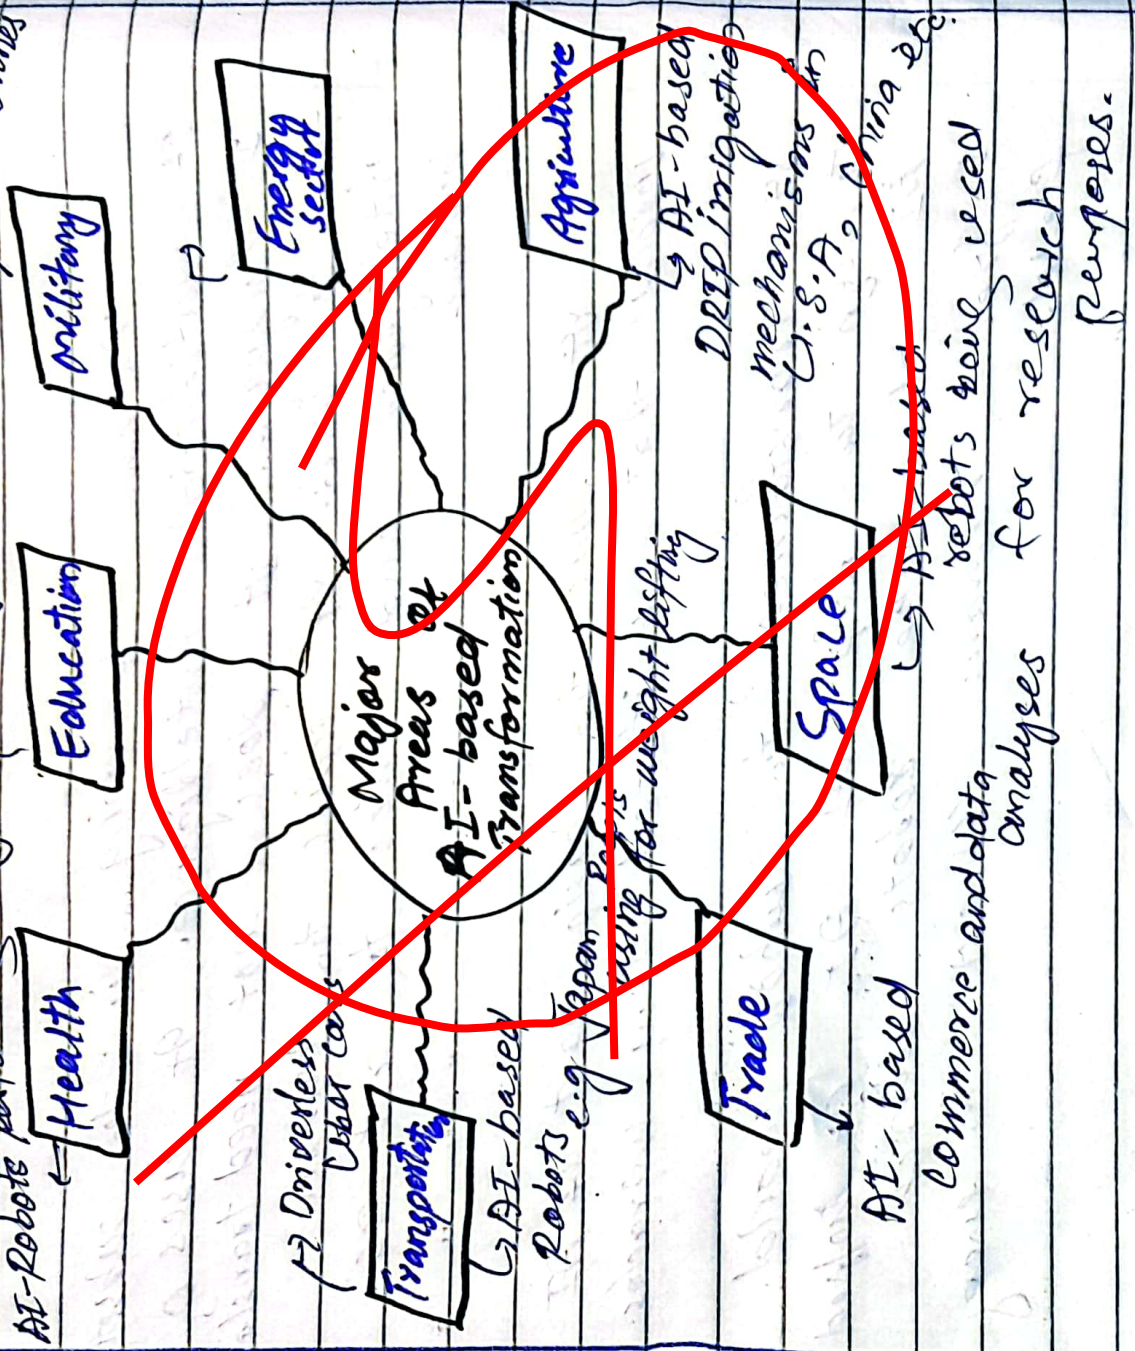 Major
Areas of
AI-based
Transformation
Health
AI-Robots
Education
military
Energy
sector
Agriculture
↳ AI-based
DRIP irrigation
mechanisms in
U.S.A, China etc.
Space
↳ AI-based
robots being used
for research
purposes.
Trade
AI-based
commerce and data
analyses
Transportation
Driverless
Uber Cars
↳ AI-based
Robots
e.g Japan Robots
using for weight lifting